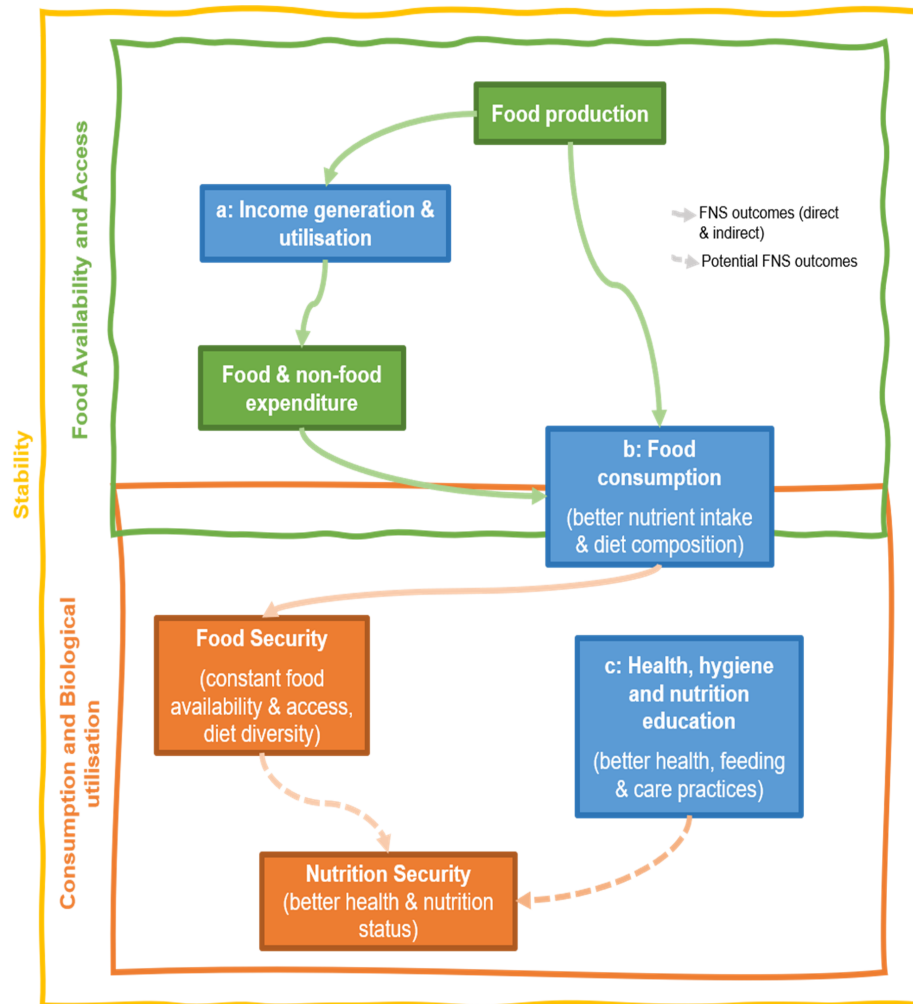 Food production
a: Income generation &
utilisation
FNS outcomes (direct
& indirect)
Potential FNS outcomes
Food Availability and Access
Food & non-food
expenditure
b: Food
consumption
(better nutrient intake
& diet composition)
Stability
Food Security
(constant food
availability & access,
diet diversity)
c: Health, hygiene
and nutrition
education
(better health, feeding
& care practices)
Consumption and Biological
utilisation
Nutrition Security
(better health & nutrition
status)